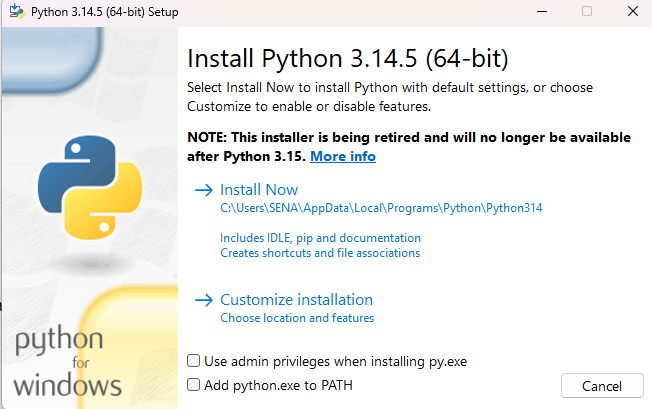 Python 3.14.5 (64-bit) Setup
Install Python 3.14.5 (64-bit)
Select Install Now to install Python with default settings, or choose
Customize to enable or disable features.
NOTE: This installer is being retired and will no longer be available
after Python 3.15. More info
Install Now
C:\Users\SENA\AppData\Local\Programs\Python\Python314
Includes IDLE, pip and documentation
Creates shortcuts and file associations
Customize installation
Choose location and features
python
for
windows
Use admin privileges when installing py.exe
Add python.exe to PATH
Cancel